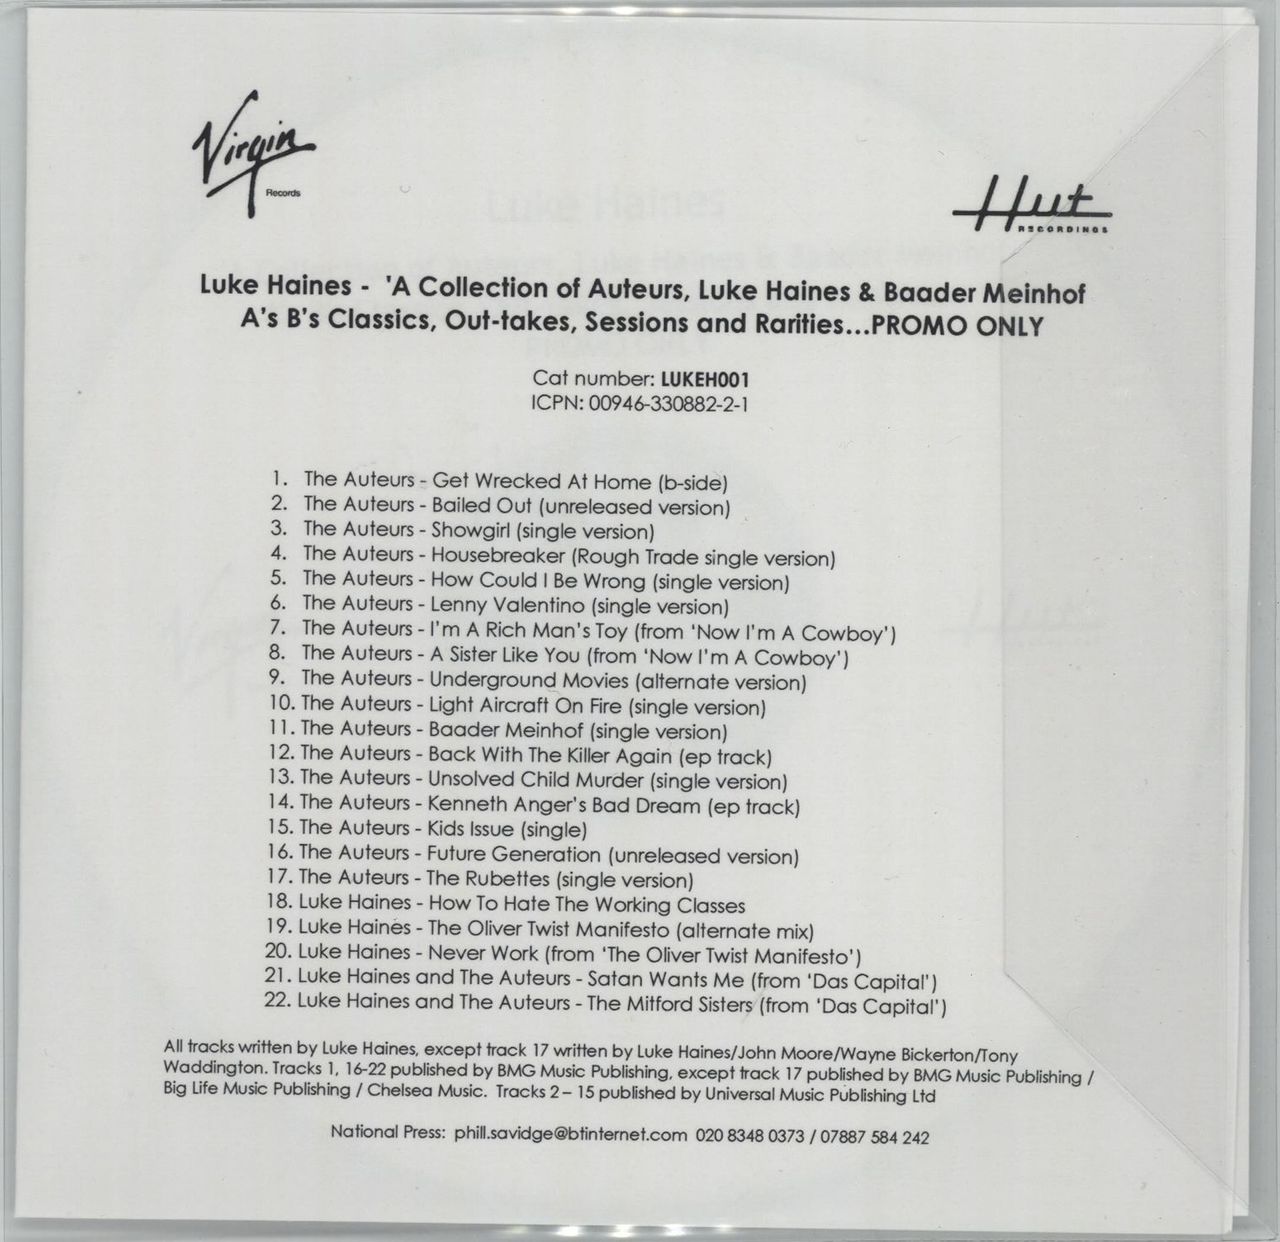 Virgin
Records
Hut
RECORDINGS
Luke Haines
Luke Haines -  'A Collection of Auteurs, Luke Haines & Baader Meinhof
A's B's Classics, Out-takes, Sessions and Rarities...PROMO ONLY
Cat number: LUKEH001
ICPN: 00946-330882-2-1
1. The Auteurs - Get Wrecked At Home (b-side)
2. The Auteurs - Bailed Out (unreleased version)
3. The Auteurs - Showgirl (single version)
4. The Auteurs - Housebreaker (Rough Trade single version)
5. The Auteurs - How Could I Be Wrong (single version)
6. The Auteurs - Lenny Valentino (single version)
7. The Auteurs - I'm A Rich Man's Toy (from 'Now I'm A Cowboy')
8. The Auteurs - A Sister Like You (from 'Now I'm A Cowboy')
9. The Auteurs - Underground Movies (alternate version)
10. The Auteurs - Light Aircraft On Fire (single version)
11. The Auteurs - Baader Meinhof (single version)
12. The Auteurs - Back With The Killer Again (ep track)
13. The Auteurs - Unsolved Child Murder (single version)
14. The Auteurs - Kenneth Anger's Bad Dream (ep track)
15. The Auteurs - Kids Issue (single)
16. The Auteurs - Future Generation (unreleased version)
17. The Auteurs - The Rubettes (single version)
18. Luke Haines - How To Hate The Working Classes
19. Luke Haines - The Oliver Twist Manifesto (alternate mix)
20. Luke Haines - Never Work (from 'The Oliver Twist Manifesto')
21. Luke Haines and The Auteurs - Satan Wants Me (from 'Das Capital')
22. Luke Haines and The Auteurs - The Mitford Sisters (from 'Das Capital')
All tracks written by Luke Haines, except track 17 written by Luke Haines/John Moore/Wayne Bickerton/Tony
Waddington. Tracks 1, 16-22 published by BMG Music Publishing, except track 17 published by BMG Music Publishing /
Big Life Music Publishing / Chelsea Music.  Tracks 2 – 15 published by Universal Music Publishing Ltd
National Press:  phill.savidge@btinternet.com  020 8348 0373 / 07887 584 242